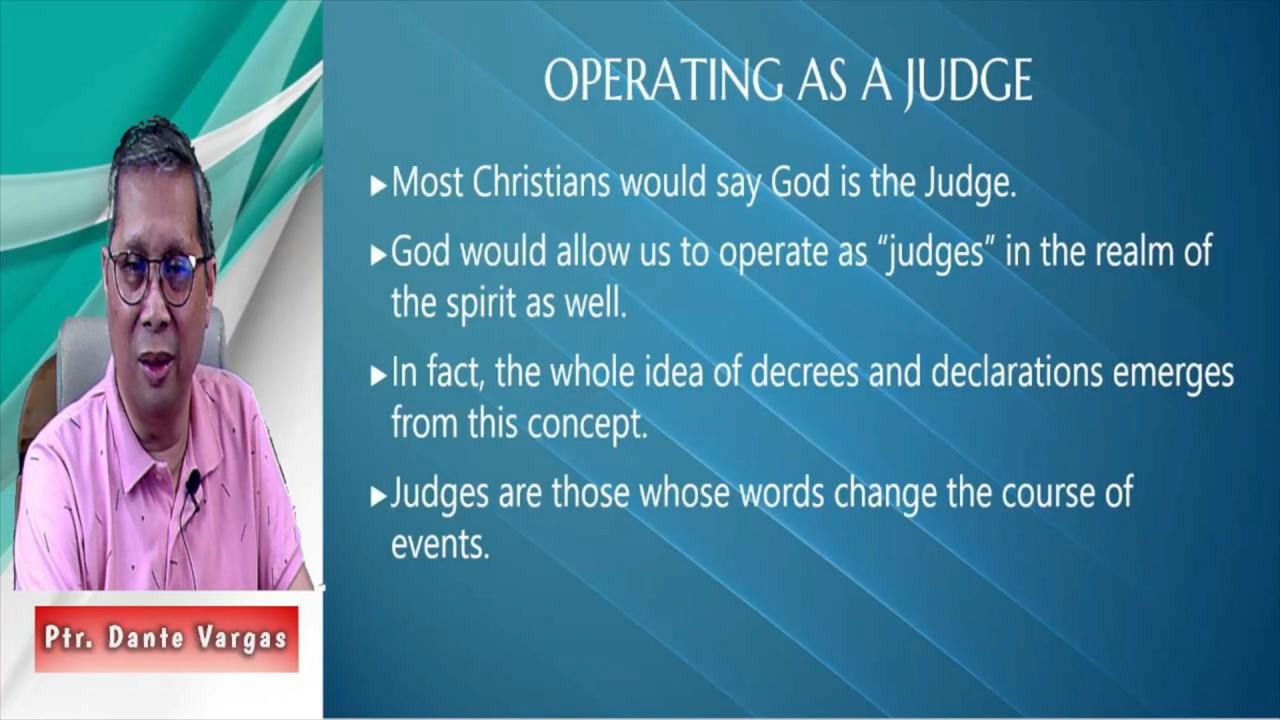 OPERATING AS A JUDGE
▶Most Christians would say God is the Judge.
▶God would allow us to operate as “judges” in the realm of
the spirit as well.
▶In fact, the whole idea of decrees and declarations emerges
from this concept.
▶Judges are those whose words change the course of
events.
Ptr. Dante Vargas